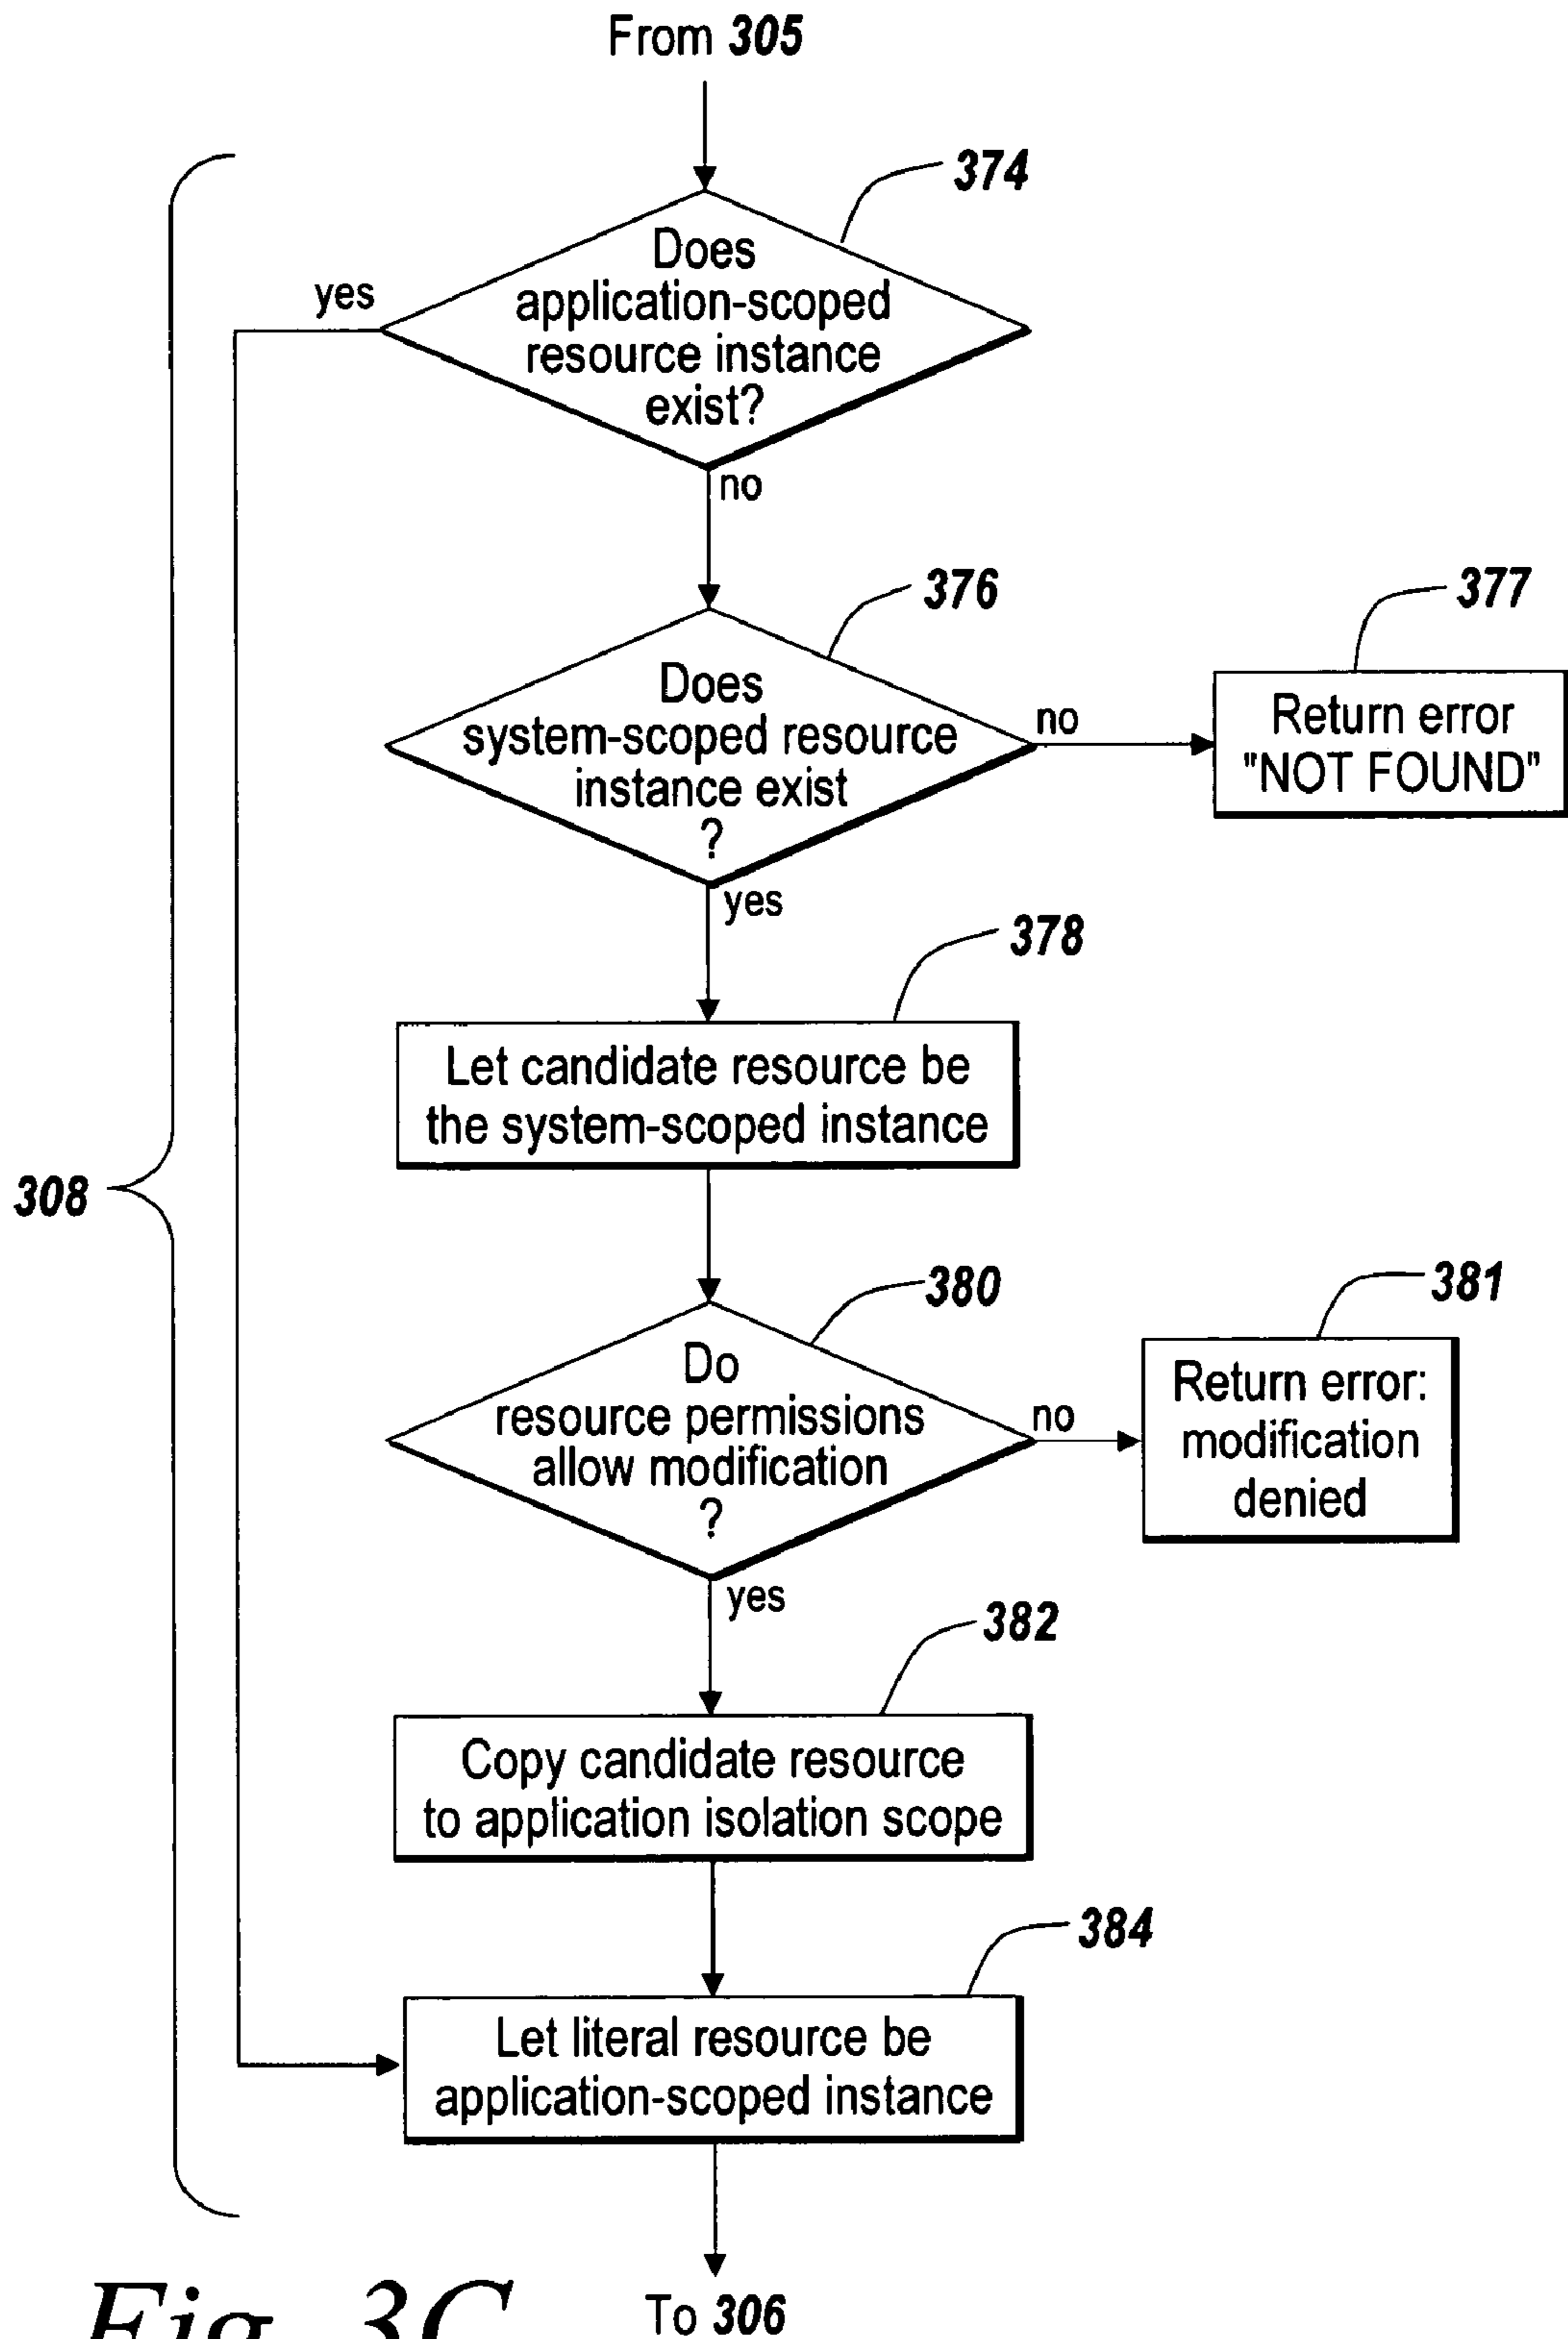 From 305
374
Does
yes
application-scoped
resource instance
exist?
no
376
377
Does
system-scoped resource
instance exist
?
no
Return error
"NOT FOUND"
yes
378
Let candidate resource be
the system-scoped instance
308
380
381
Do
resource permissions
allow modification
?
no
Return error:
modification
denied
yes
382
Copy candidate resource
to application isolation scope
384
Let literal resource be
application-scoped instance
To 306
Fig. 3C